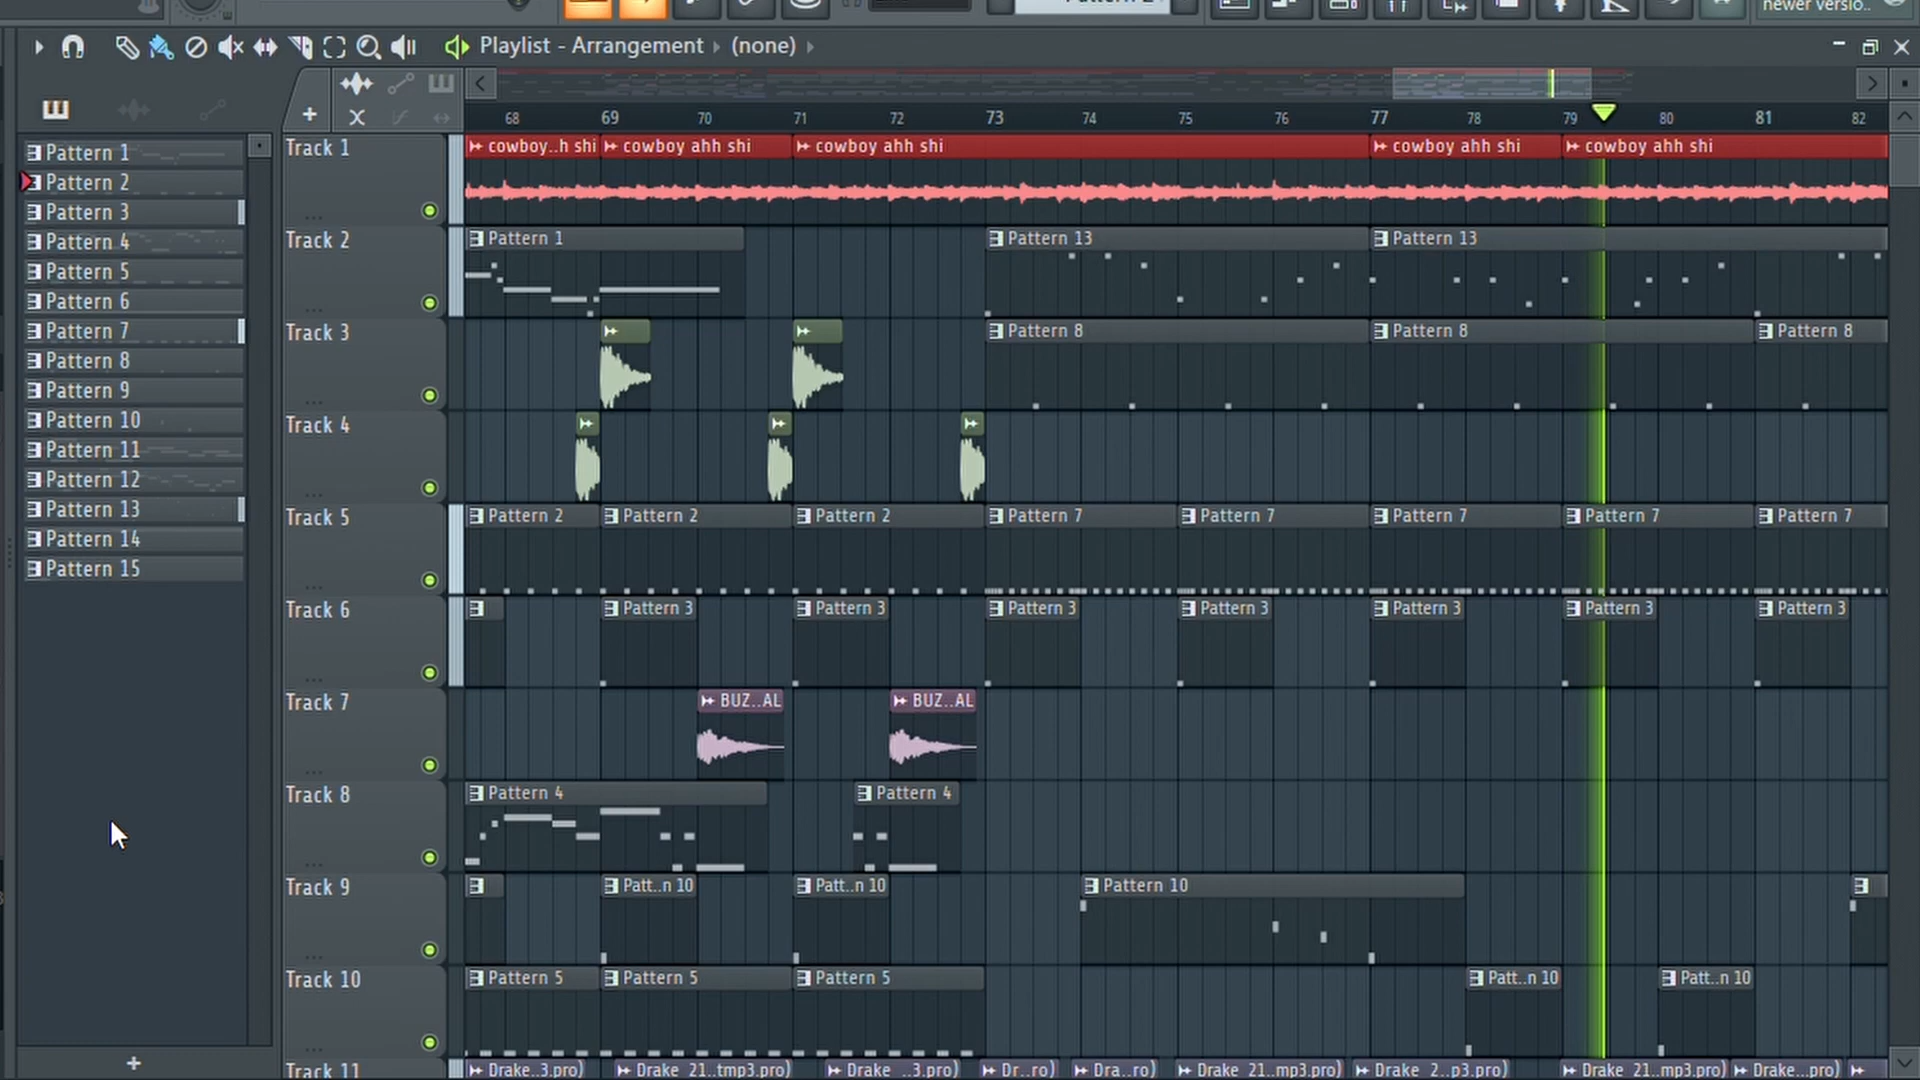 newer versio..
Playlist - Arrangement ▸ (none) ▸
68 69 70 71 72 73 74 75 76 77 78 79 80 81 82
Pattern 1
Pattern 2
Pattern 3
Pattern 4
Pattern 5
Pattern 6
Pattern 7
Pattern 8
Pattern 9
Pattern 10
Pattern 11
Pattern 12
Pattern 13
Pattern 14
Pattern 15
Track 1
cowboy..h shi cowboy ahh shi cowboy ahh shi cowboy ahh shi cowboy ahh shi
Track 2
Pattern 1 Pattern 13 Pattern 13
Track 3
Pattern 8 Pattern 8 Pattern 8
Track 4
Track 5
Pattern 2 Pattern 2 Pattern 2 Pattern 7 Pattern 7 Pattern 7 Pattern 7 Pattern 7
Track 6
Pattern 3 Pattern 3 Pattern 3 Pattern 3 Pattern 3 Pattern 3 Pattern 3
Track 7
BUZ..AL BUZ..AL
Track 8
Pattern 4 Pattern 4
Track 9
Patt..n 10 Patt..n 10 Pattern 10
Track 10
Pattern 5 Pattern 5 Pattern 5 Patt..n 10 Patt..n 10
Track 11
Drake..3.pro) Drake_21..tmp3.pro) Drake_..3.pro) Dr..ro) Dra..ro) Drake_21..mp3.pro) Drake_2..p3.pro) Drake_21..mp3.pro) Drake...pro)